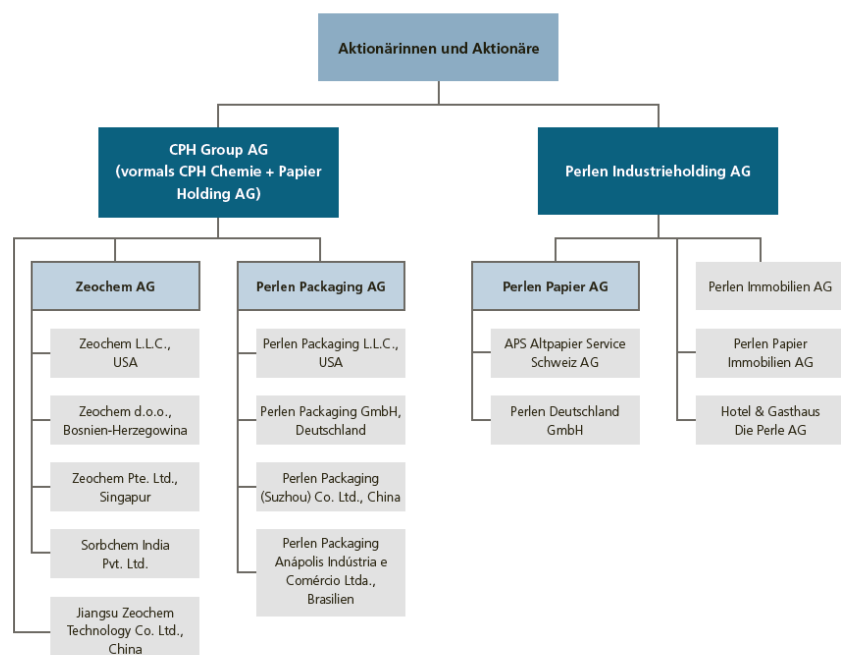 Aktionärinnen und Aktionäre
CPH Group AG
(vormals CPH Chemie + Papier
Holding AG)
Perlen Industrieholding AG
Zeochem AG
Perlen Packaging AG
Perlen Papier AG
Perlen Immobilien AG
Zeochem L.L.C.,
USA
Perlen Packaging L.L.C.,
USA
APS Altpapier Service
Schweiz AG
Perlen Papier
Immobilien AG
Zeochem d.o.o.,
Bosnien-Herzegowina
Perlen Packaging GmbH,
Deutschland
Perlen Deutschland
GmbH
Hotel & Gasthaus
Die Perle AG
Zeochem Pte. Ltd.,
Singapur
Perlen Packaging
(Suzhou) Co. Ltd., China
Sorbchem India
Pvt. Ltd.
Perlen Packaging
Anápolis Indústria e
Comércio Ltda.,
Brasilien
Jiangsu Zeochem
Technology Co. Ltd.,
China